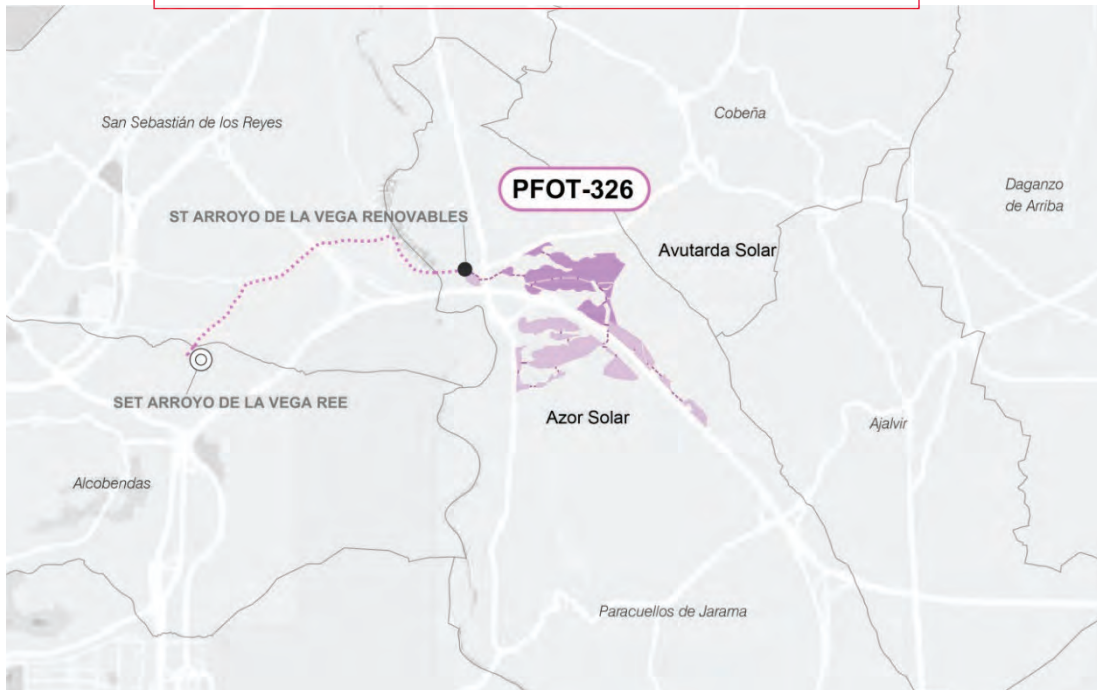 San Sebastián de los Reyes
Cobeña
PFOT-326
Daganzo
de Arriba
ST ARROYO DE LA VEGA RENOVABLES
Avutarda Solar
SET ARROYO DE LA VEGA REE
Azor Solar
Ajalvir
Alcobendas
Paracuellos de Jarama